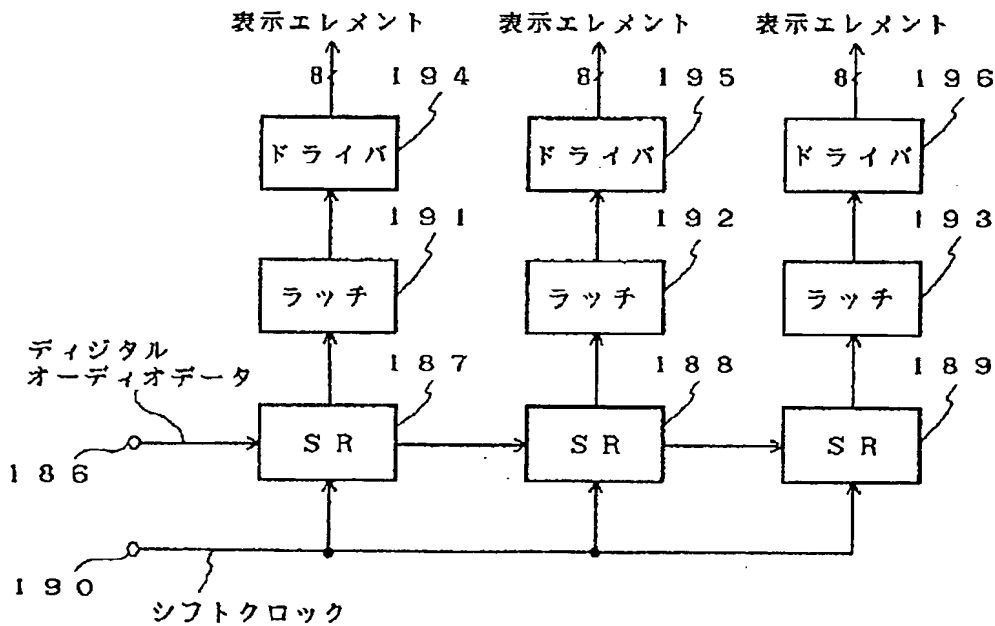 表示エレメント 表示エレメント 表示エレメント
8 194 8 195 8 196
ドライバ ドライバ ドライバ
191 192 193
ラッチ ラッチ ラッチ
ディジタル
オーディオデータ
187 188 189
SR SR SR
186
190
シフトクロック